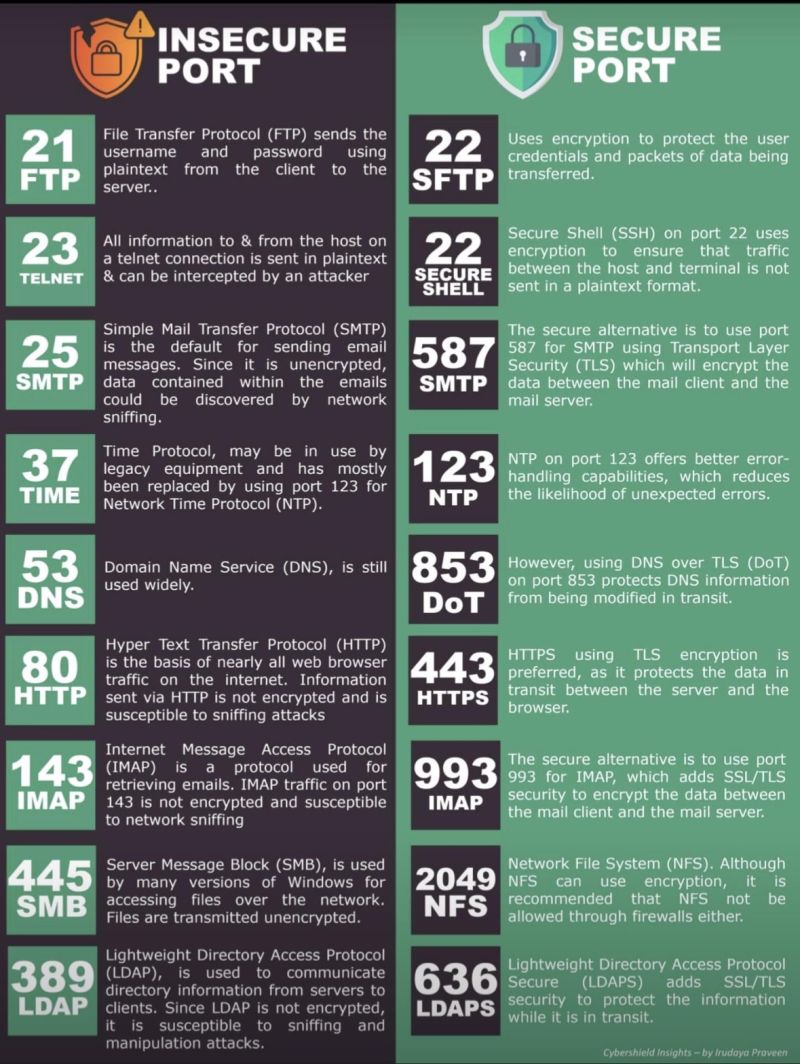 INSECURE
PORT
SECURE
PORT
21
FTP
File Transfer Protocol (FTP) sends the
username and password using
plaintext from the client to the
server..
22
SFTP
Uses encryption to protect the user
credentials and packets of data being
transferred.
23
TELNET
All information to & from the host on
a telnet connection is sent in plaintext
& can be intercepted by an attacker
22
SECURE
SHELL
Secure Shell (SSH) on port 22 uses
encryption to ensure that traffic
between the host and terminal is not
sent in a plaintext format.
25
SMTP
Simple Mail Transfer Protocol (SMTP)
is the default for sending email
messages. Since it is unencrypted,
data contained within the emails
could be discovered by network
sniffing.
587
SMTP
The secure alternative is to use port
587 for SMTP using Transport Layer
Security (TLS) which will encrypt the
data between the mail client and the
mail server.
37
TIME
Time Protocol, may be in use by
legacy equipment and has mostly
been replaced by using port 123 for
Network Time Protocol (NTP).
123
NTP
NTP on port 123 offers better error-
handling capabilities, which reduces
the likelihood of unexpected errors.
53
DNS
Domain Name Service (DNS), is still
used widely.
853
DoT
However, using DNS over TLS (DoT)
on port 853 protects DNS information
from being modified in transit.
80
HTTP
Hyper Text Transfer Protocol (HTTP)
is the basis of nearly all web browser
traffic on the internet. Information
sent via HTTP is not encrypted and is
susceptible to sniffing attacks
443
HTTPS
HTTPS using TLS encryption is
preferred, as it protects the data in
transit between the server and the
browser.
143
IMAP
Internet Message Access Protocol
(IMAP) is a protocol used for
retrieving emails. IMAP traffic on port
143 is not encrypted and susceptible
to network sniffing
993
IMAP
The secure alternative is to use port
993 for IMAP, which adds SSL/TLS
security to encrypt the data between
the mail client and the mail server.
445
SMB
Server Message Block (SMB), is used
by many versions of Windows for
accessing files over the network.
Files are transmitted unencrypted.
2049
NFS
Network File System (NFS). Although
NFS can use encryption, it is
recommended that NFS not be
allowed through firewalls either.
389
LDAP
Lightweight Directory Access Protocol
(LDAP), is used to communicate
directory information from servers to
clients. Since LDAP is not encrypted,
it is susceptible to sniffing and
manipulation attacks.
636
LDAPS
Lightweight Directory Access Protocol
Secure (LDAPS) adds SSL/TLS
security to protect the information
while it is in transit.
Cybershield Insights – by Irudaya Praveen